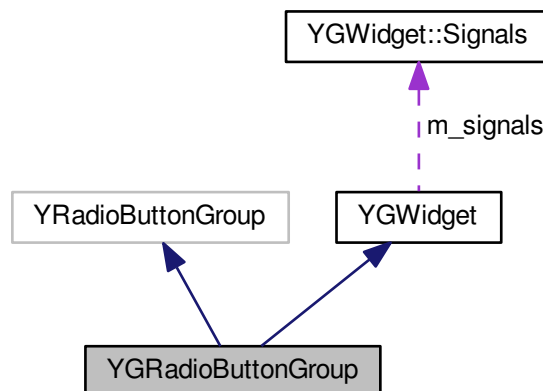 YGWidget::Signals
m_signals
YRadioButtonGroup
YGWidget
YGRadioButtonGroup